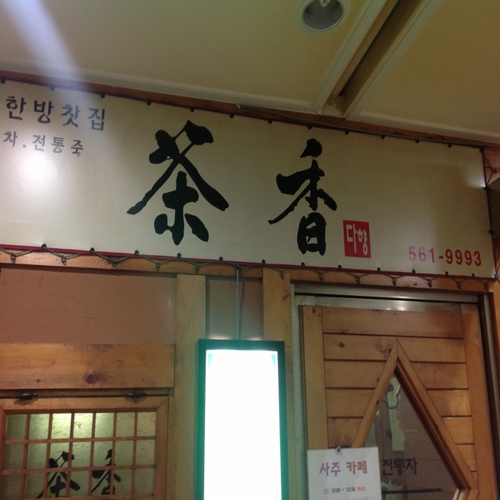 한방찻집
차.전통죽
茶香
다향
561-9993
茶香
사주 카페
전통차